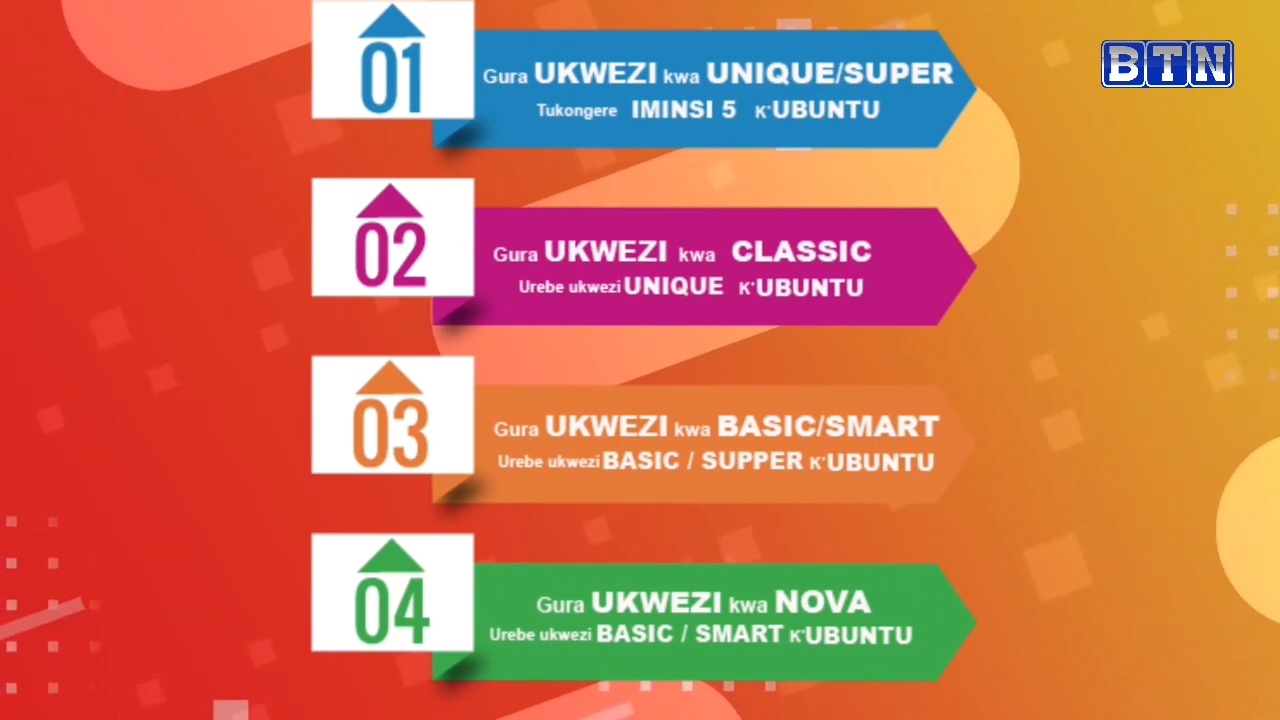 BTN
01
Gura UKWEZI kwa UNIQUE/SUPER
Tukongere IMINSI 5 K'UBUNTU
02
Gura UKWEZI kwa CLASSIC
Urebe ukwezi UNIQUE K'UBUNTU
03
Gura UKWEZI kwa BASIC/SMART
Urebe ukwezi BASIC / SUPPER K'UBUNTU
04
Gura UKWEZI kwa NOVA
Urebe ukwezi BASIC / SMART K'UBUNTU